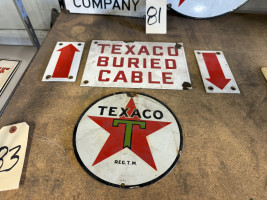 COMPANY
81
TEXACO
BURIED
CABLE
TEXACO
T
REG. T.M.
83